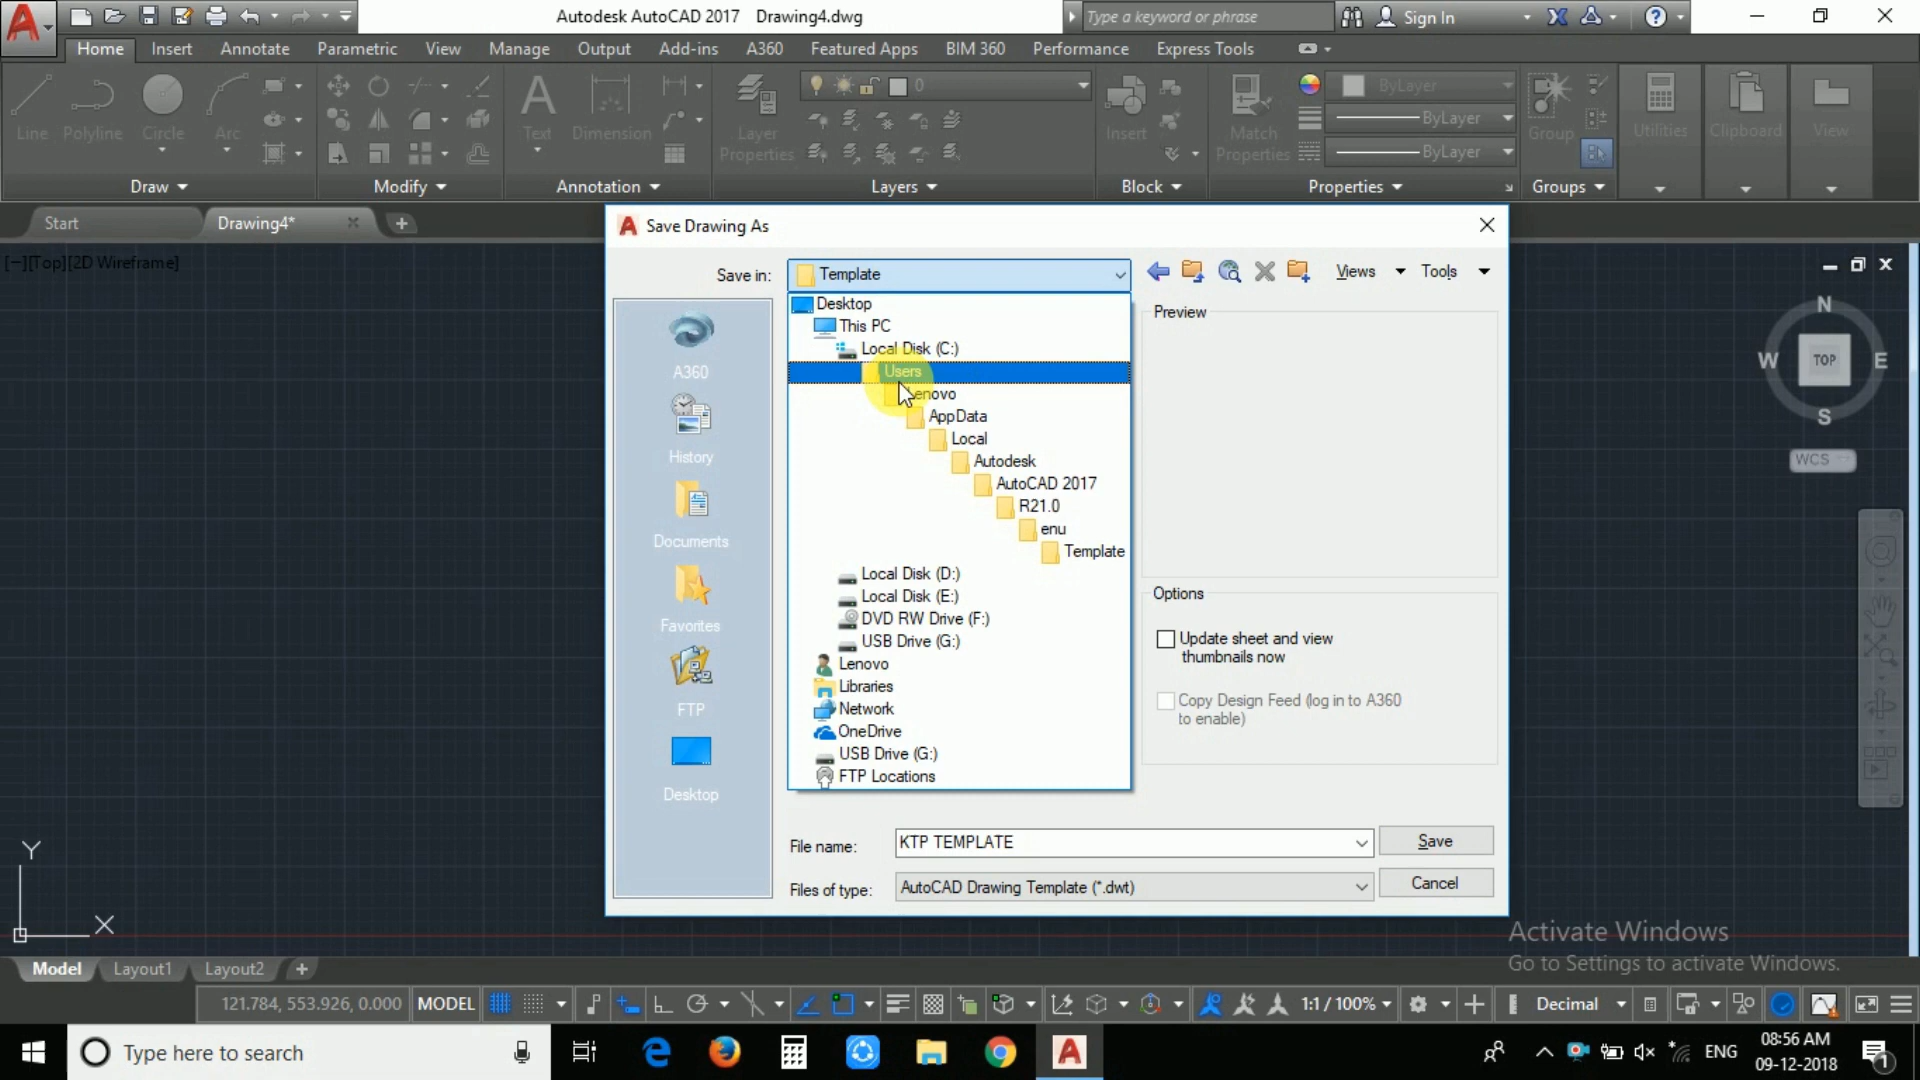 Autodesk AutoCAD 2017 Drawing4.dwg
Type a keyword or phrase
Sign In
Home Insert Annotate Parametric View Manage Output Add-ins A360 Featured Apps BIM 360 Performance Express Tools
Line Polyline Circle Arc
Text Dimension
Layer
Properties
0
Insert
Match
Properties
ByLayer
ByLayer
ByLayer
Group
Utilities
Clipboard
View
Draw Modify Annotation Layers Block Properties Groups
Start Drawing4*
[−][Top][2D Wireframe]
Save Drawing As
Save in: Template
Views Tools
Desktop
This PC
Local Disk (C:)
Users
Lenovo
AppData
Local
Autodesk
AutoCAD 2017
R21.0
enu
Template
Local Disk (D:)
Local Disk (E:)
DVD RW Drive (F:)
USB Drive (G:)
Lenovo
Libraries
Network
OneDrive
USB Drive (G:)
FTP Locations
A360
History
Documents
Favorites
FTP
Desktop
Preview
Options
Update sheet and view
thumbnails now
Copy Design Feed (log in to A360
to enable)
File name: KTP TEMPLATE
Save
Files of type: AutoCAD Drawing Template (*.dwt)
Cancel
N
W TOP E
S
WCS
Y
X
Activate Windows
Go to Settings to activate Windows.
Model Layout1 Layout2
121.784, 553.926, 0.000 MODEL 1:1 / 100% Decimal
Type here to search
ENG
08:56 AM
09-12-2018
1